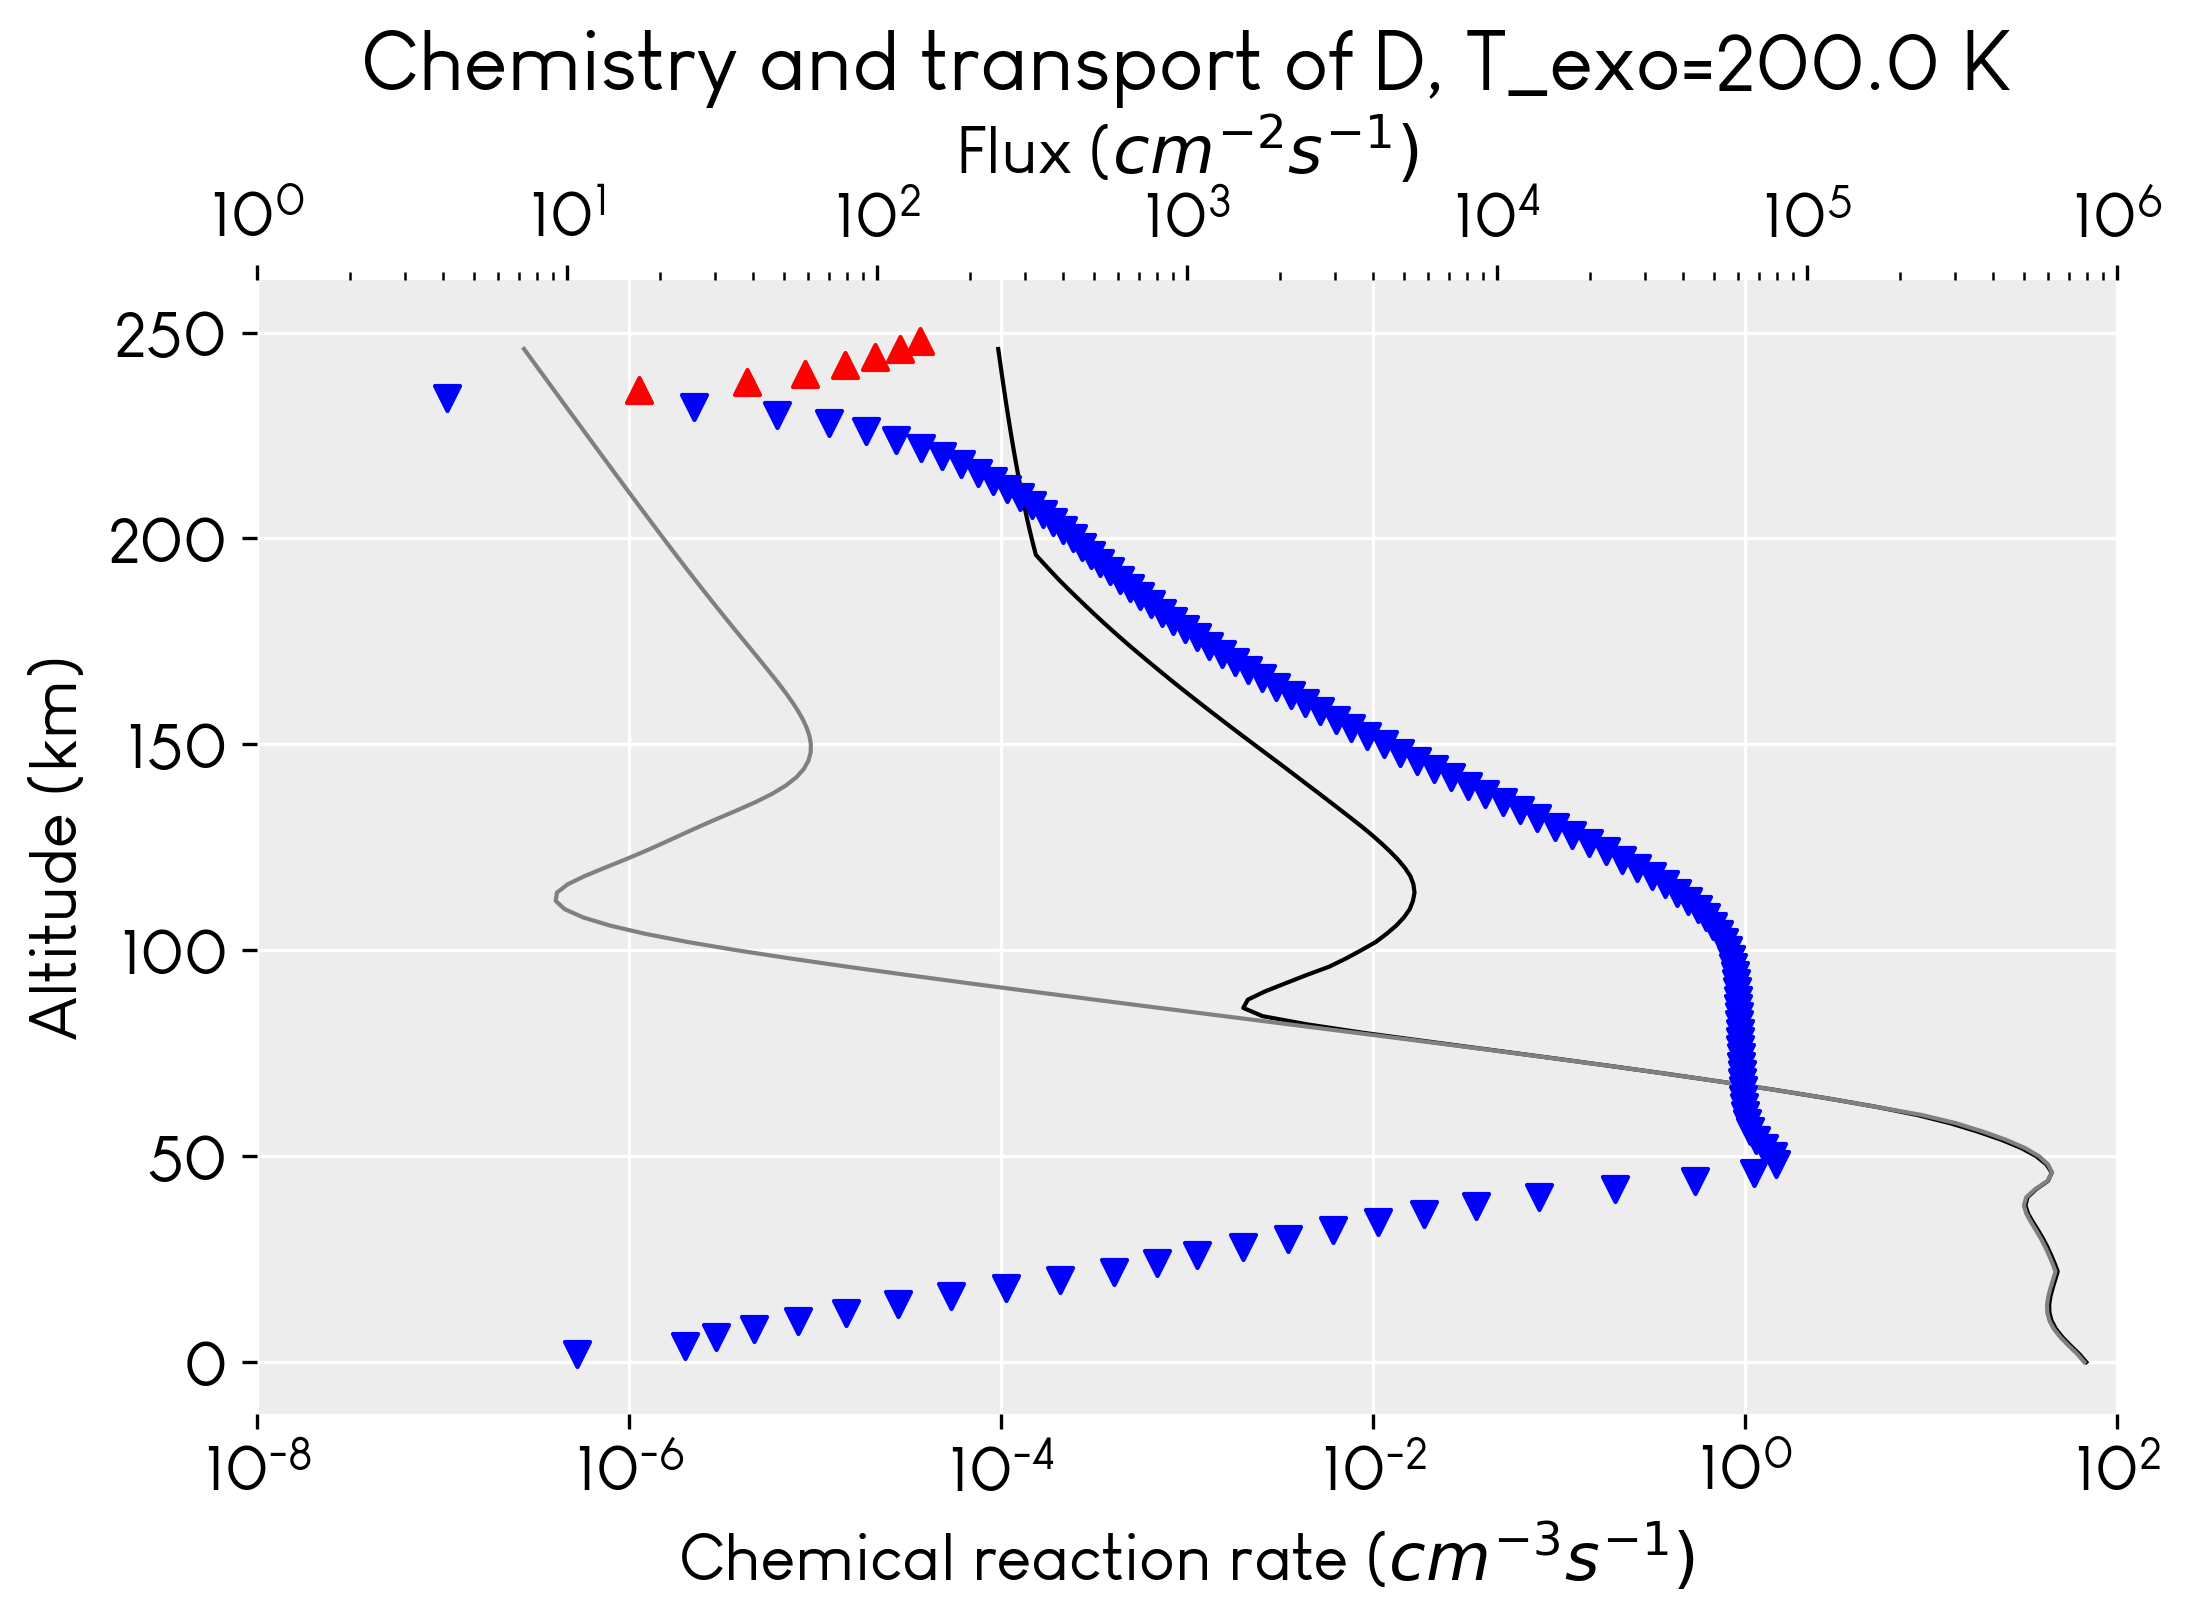 Chemistry and transport of D, T_exo=200.0 K
Flux (cm⁻²s⁻¹)
10⁰ 10¹ 10² 10³ 10⁴ 10⁵ 10⁶
250
200
150
100
50
0
Altitude (km)
10⁻⁸ 10⁻⁶ 10⁻⁴ 10⁻² 10⁰ 10²
Chemical reaction rate (cm⁻³s⁻¹)